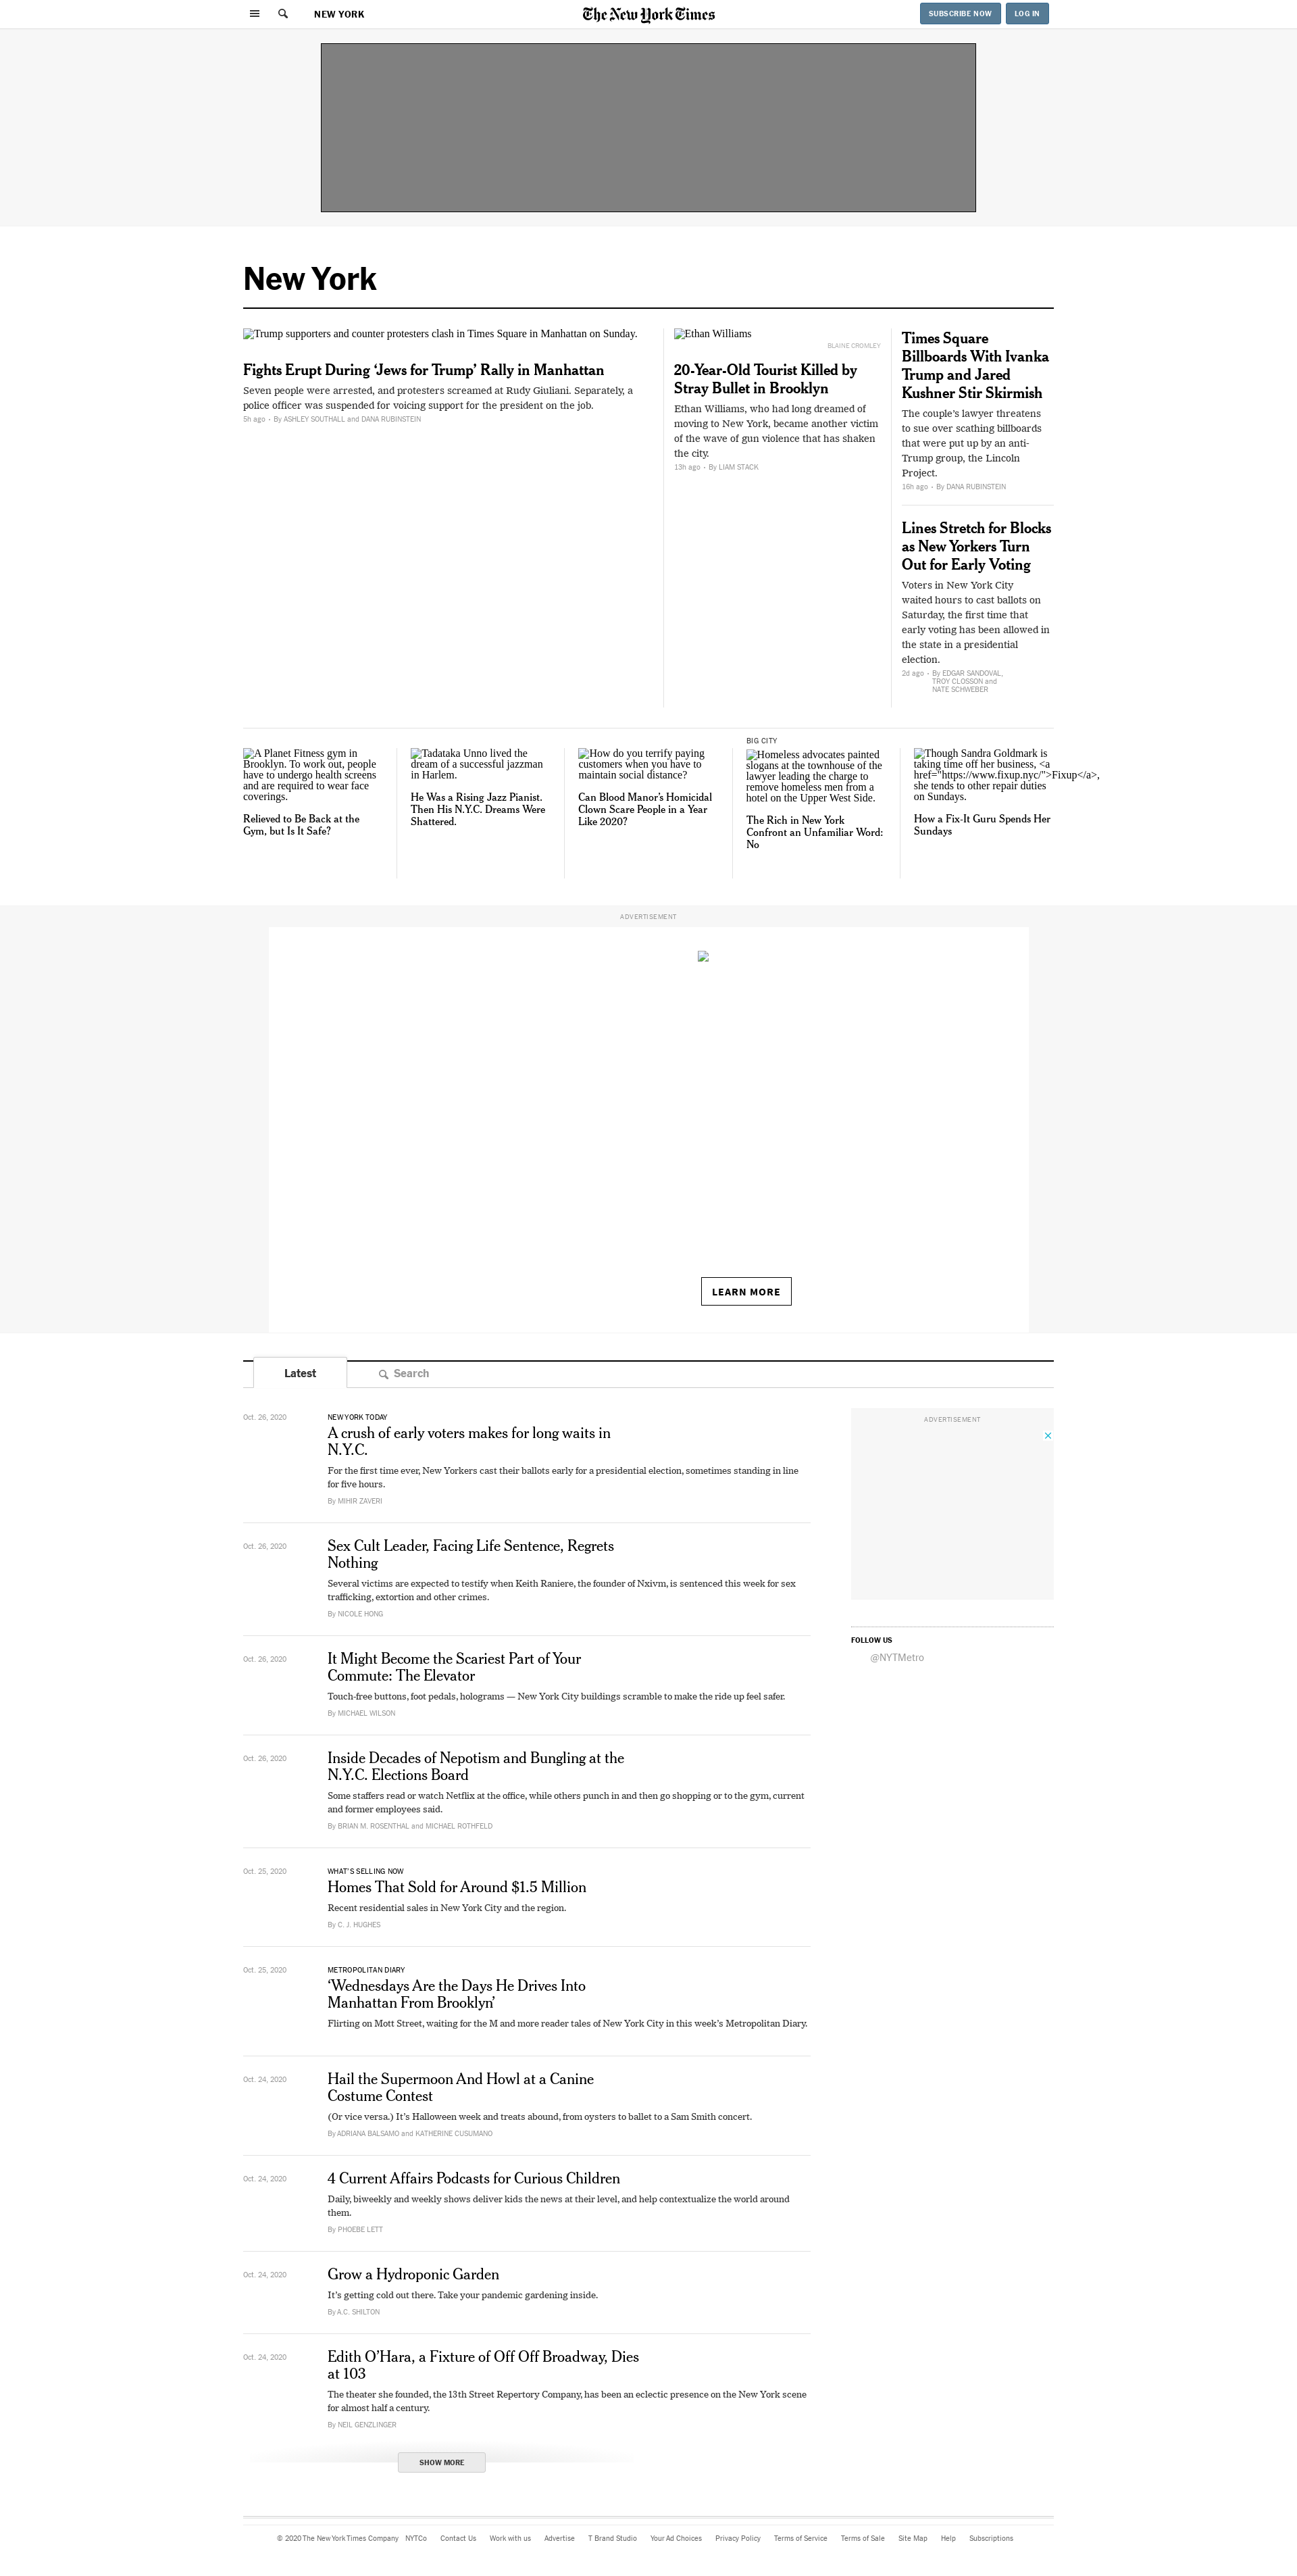 NEW YORK
The New York Times
SUBSCRIBE NOW
LOG IN
New York
Trump supporters and counter protesters clash in Times Square in Manhattan on Sunday.
Fights Erupt During ‘Jews for Trump’ Rally in Manhattan
Seven people were arrested, and protesters screamed at Rudy Giuliani. Separately, a
police officer was suspended for voicing support for the president on the job.
5h ago • By ASHLEY SOUTHALL and DANA RUBINSTEIN
Ethan Williams
BLAINE CROMLEY
20-Year-Old Tourist Killed by
Stray Bullet in Brooklyn
Ethan Williams, who had long dreamed of
moving to New York, became another victim
of the wave of gun violence that has shaken
the city.
13h ago • By LIAM STACK
Times Square
Billboards With Ivanka
Trump and Jared
Kushner Stir Skirmish
The couple’s lawyer threatens
to sue over scathing billboards
that were put up by an anti-
Trump group, the Lincoln
Project.
16h ago • By DANA RUBINSTEIN
Lines Stretch for Blocks
as New Yorkers Turn
Out for Early Voting
Voters in New York City
waited hours to cast ballots on
Saturday, the first time that
early voting has been allowed in
the state in a presidential
election.
2d ago • By EDGAR SANDOVAL,
TROY CLOSSON and
NATE SCHWEBER
A Planet Fitness gym in
Brooklyn. To work out, people
have to undergo health screens
and are required to wear face
coverings.
Relieved to Be Back at the
Gym, but Is It Safe?
Tadataka Unno lived the
dream of a successful jazzman
in Harlem.
He Was a Rising Jazz Pianist.
Then His N.Y.C. Dreams Were
Shattered.
How do you terrify paying
customers when you have to
maintain social distance?
Can Blood Manor’s Homicidal
Clown Scare People in a Year
Like 2020?
BIG CITY
Homeless advocates painted
slogans at the townhouse of the
lawyer leading the charge to
remove homeless men from a
hotel on the Upper West Side.
The Rich in New York
Confront an Unfamiliar Word:
No
Though Sandra Goldmark is
taking time off her business, <a
href="https://www.fixup.nyc/">Fixup</a>,
she tends to other repair duties
on Sundays.
How a Fix-It Guru Spends Her
Sundays
ADVERTISEMENT
LEARN MORE
Latest
Search
Oct. 26, 2020
NEW YORK TODAY
A crush of early voters makes for long waits in
N.Y.C.
For the first time ever, New Yorkers cast their ballots early for a presidential election, sometimes standing in line
for five hours.
By MIHIR ZAVERI
ADVERTISEMENT
Oct. 26, 2020
Sex Cult Leader, Facing Life Sentence, Regrets
Nothing
Several victims are expected to testify when Keith Raniere, the founder of Nxivm, is sentenced this week for sex
trafficking, extortion and other crimes.
By NICOLE HONG
FOLLOW US
@NYTMetro
Oct. 26, 2020
It Might Become the Scariest Part of Your
Commute: The Elevator
Touch-free buttons, foot pedals, holograms — New York City buildings scramble to make the ride up feel safer.
By MICHAEL WILSON
Oct. 26, 2020
Inside Decades of Nepotism and Bungling at the
N.Y.C. Elections Board
Some staffers read or watch Netflix at the office, while others punch in and then go shopping or to the gym, current
and former employees said.
By BRIAN M. ROSENTHAL and MICHAEL ROTHFELD
Oct. 25, 2020
WHAT’S SELLING NOW
Homes That Sold for Around $1.5 Million
Recent residential sales in New York City and the region.
By C. J. HUGHES
Oct. 25, 2020
METROPOLITAN DIARY
‘Wednesdays Are the Days He Drives Into
Manhattan From Brooklyn’
Flirting on Mott Street, waiting for the M and more reader tales of New York City in this week’s Metropolitan Diary.
Oct. 24, 2020
Hail the Supermoon And Howl at a Canine
Costume Contest
(Or vice versa.) It’s Halloween week and treats abound, from oysters to ballet to a Sam Smith concert.
By ADRIANA BALSAMO and KATHERINE CUSUMANO
Oct. 24, 2020
4 Current Affairs Podcasts for Curious Children
Daily, biweekly and weekly shows deliver kids the news at their level, and help contextualize the world around
them.
By PHOEBE LETT
Oct. 24, 2020
Grow a Hydroponic Garden
It’s getting cold out there. Take your pandemic gardening inside.
By A.C. SHILTON
Oct. 24, 2020
Edith O’Hara, a Fixture of Off Off Broadway, Dies
at 103
The theater she founded, the 13th Street Repertory Company, has been an eclectic presence on the New York scene
for almost half a century.
By NEIL GENZLINGER
SHOW MORE
© 2020 The New York Times Company NYTCo Contact Us Work with us Advertise T Brand Studio Your Ad Choices Privacy Policy Terms of Service Terms of Sale Site Map Help Subscriptions